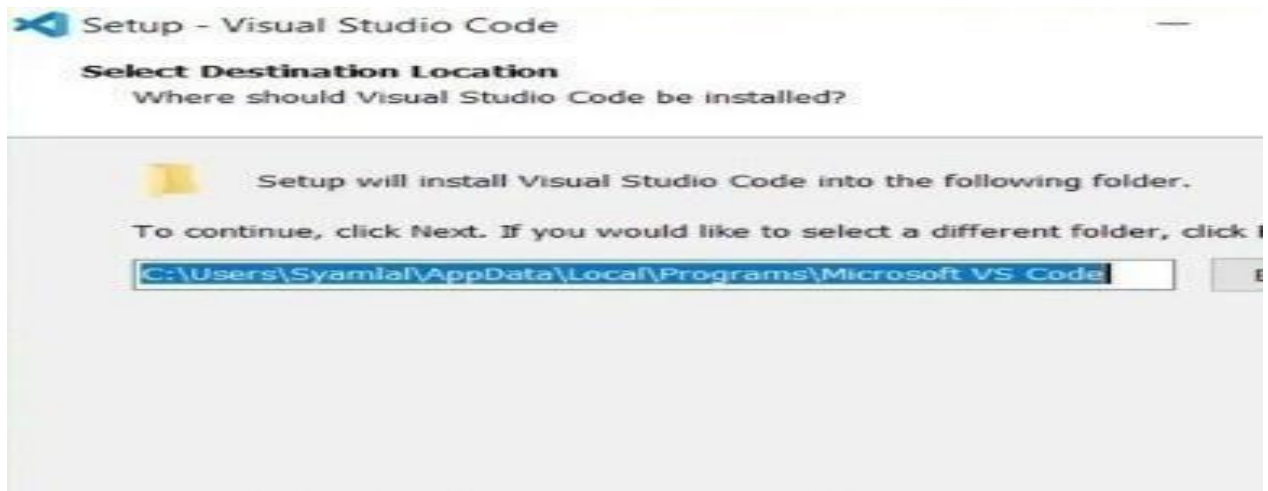 Setup - Visual Studio Code
Select Destination Location
Where should Visual Studio Code be installed?
Setup will install Visual Studio Code into the following folder.
To continue, click Next. If you would like to select a different folder, click
C:\Users\Syamlal\AppData\Local\Programs\Microsoft VS Code